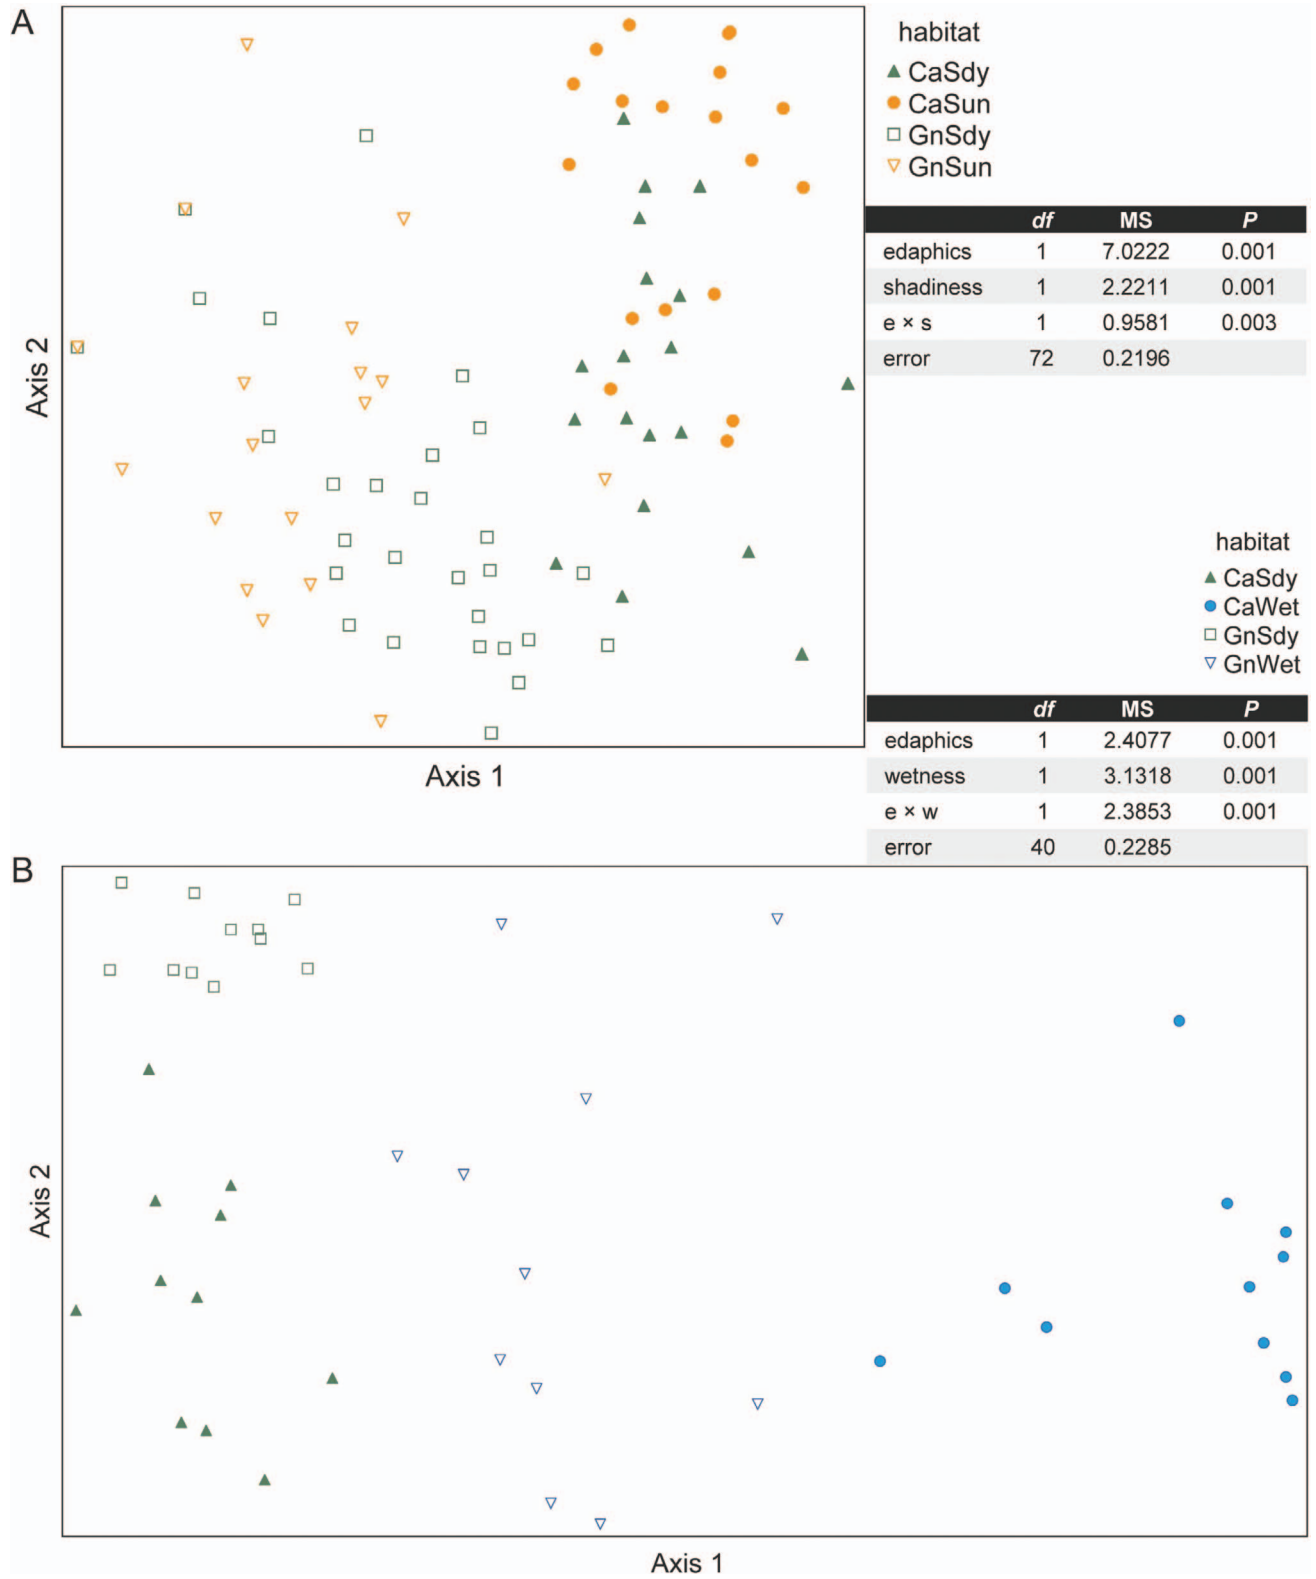 A
habitat
CaSdy
CaSun
GnSdy
GnSun
df MS P
edaphics 1 7.0222 0.001
shadiness 1 2.2211 0.001
e × s 1 0.9581 0.003
error 72 0.2196
Axis 2
Axis 1
habitat
CaSdy
CaWet
GnSdy
GnWet
df MS P
edaphics 1 2.4077 0.001
wetness 1 3.1318 0.001
e × w 1 2.3853 0.001
error 40 0.2285
B
Axis 2
Axis 1